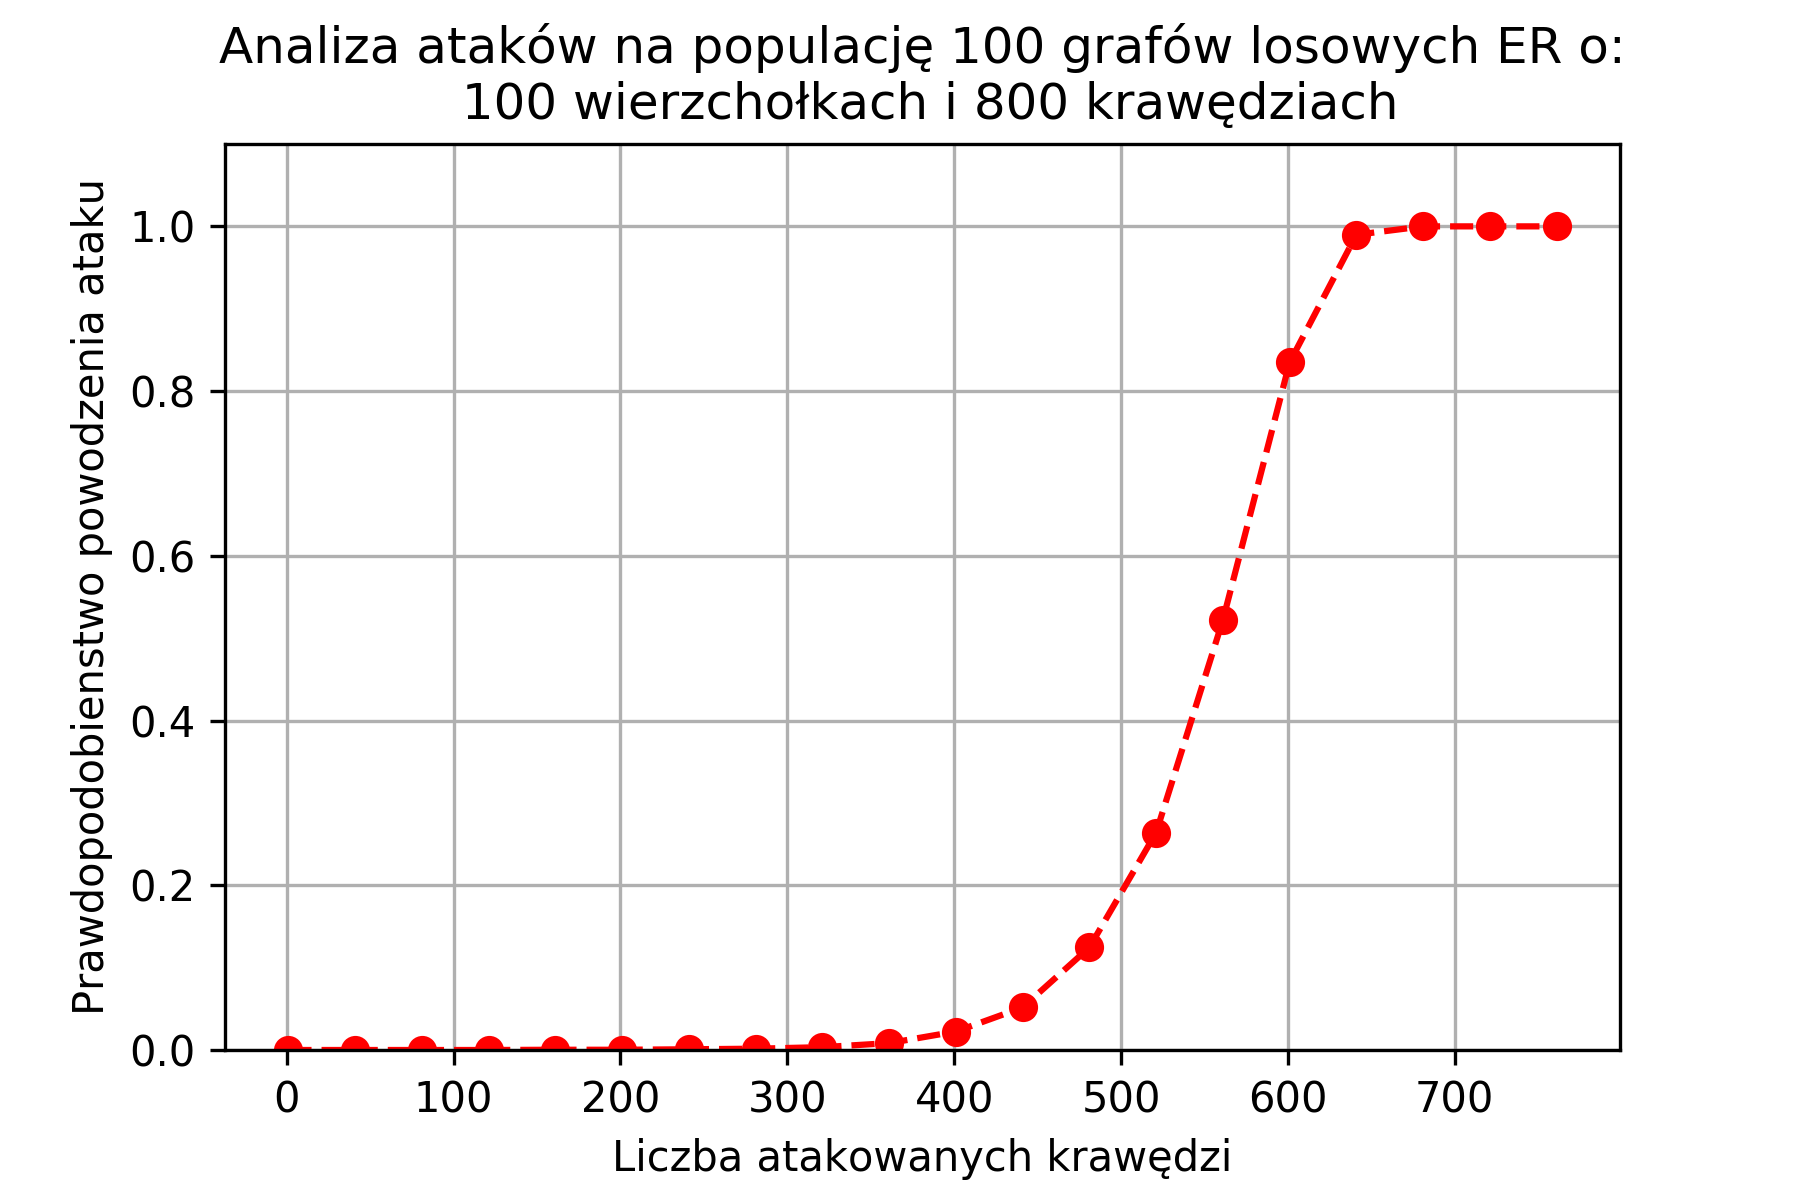 Analiza ataków na populację 100 grafów losowych ER o:
100 wierzchołkach i 800 krawędziach
Prawdopodobienstwo powodzenia ataku
1.0
0.8
0.6
0.4
0.2
0.0
0 100 200 300 400 500 600 700
Liczba atakowanych krawędzi